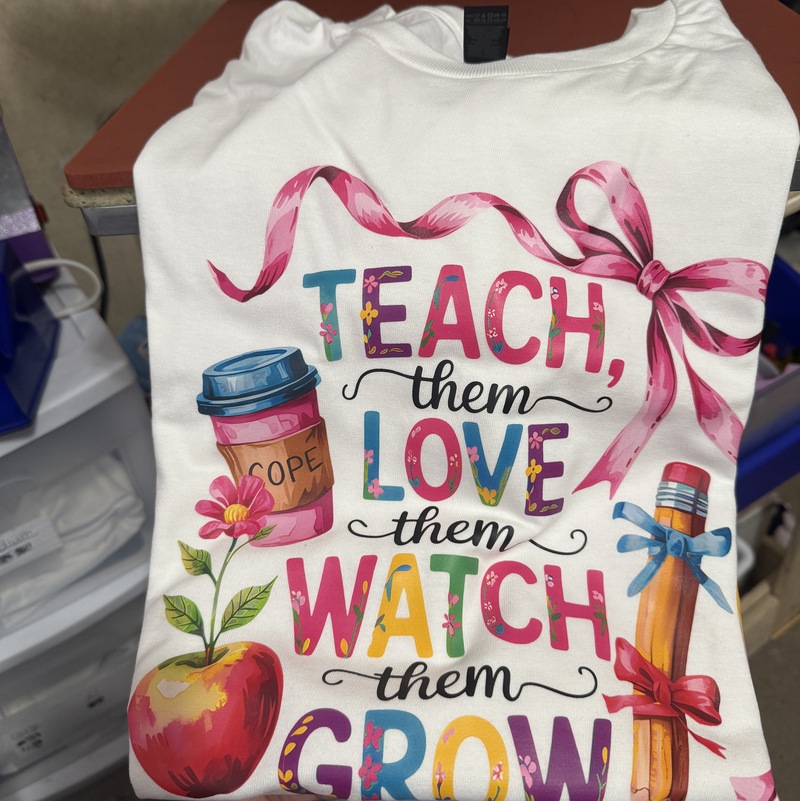 TEACH,
them
LOVE
COPE
them
WATCH
them
GROW